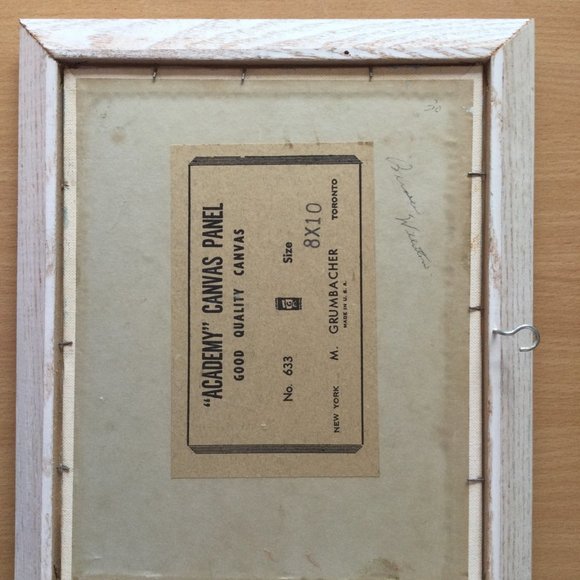 "ACADEMY" CANVAS PANEL
GOOD QUALITY CANVAS
No. 633
Size
8X10
NEW YORK
M. GRUMBACHER
TORONTO
MADE IN U. S. A.